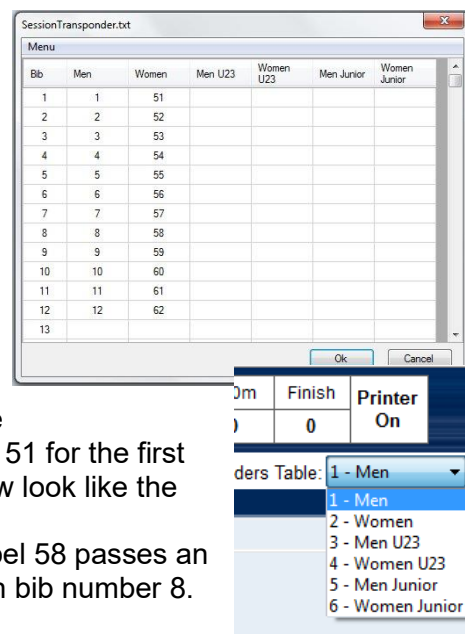 SessionTransponder.txt
Menu
Bib Men Women Men U23 Women U23 Men Junior Women Junior
1 1 51
2 2 52
3 3 53
4 4 54
5 5 55
6 6 56
7 7 57
8 8 58
9 9 59
10 10 60
11 11 61
12 12 62
13
Ok Cancel
0m Finish Printer On
0
51 for the first
ders Table: 1 - Men
w look like the
1 - Men
2 - Women
3 - Men U23
4 - Women U23
5 - Men Junior
6 - Women Junior
el 58 passes an
bib number 8.